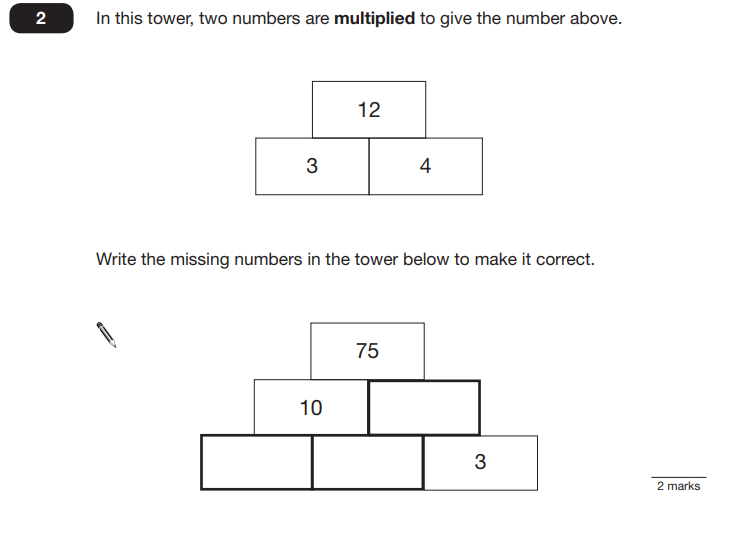 2 In this tower, two numbers are multiplied to give the number above.
12
3 4
Write the missing numbers in the tower below to make it correct.
75
10
3
2 marks